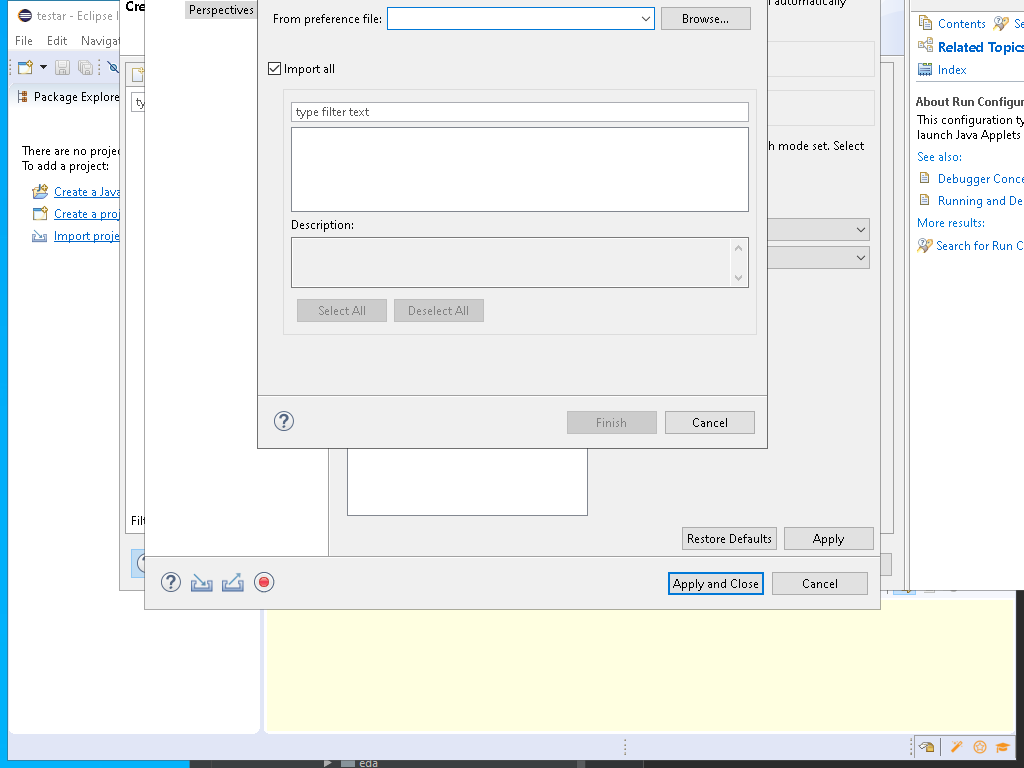 testar - Eclipse I
File Edit Navigat
Package Explore
There are no projec
To add a project:
Create a Java
Create a proj
Import proje
Cre
ty
Filt
Perspectives
From preference file:
Browse...
Import all
type filter text
Description:
Select All
Deselect All
Finish
Cancel
automatically
h mode set. Select
Restore Defaults
Apply
Apply and Close
Cancel
Contents
Se
Related Topics
Index
About Run Configur
This configuration ty
launch Java Applets
See also:
Debugger Conce
Running and De
More results:
Search for Run C
eda